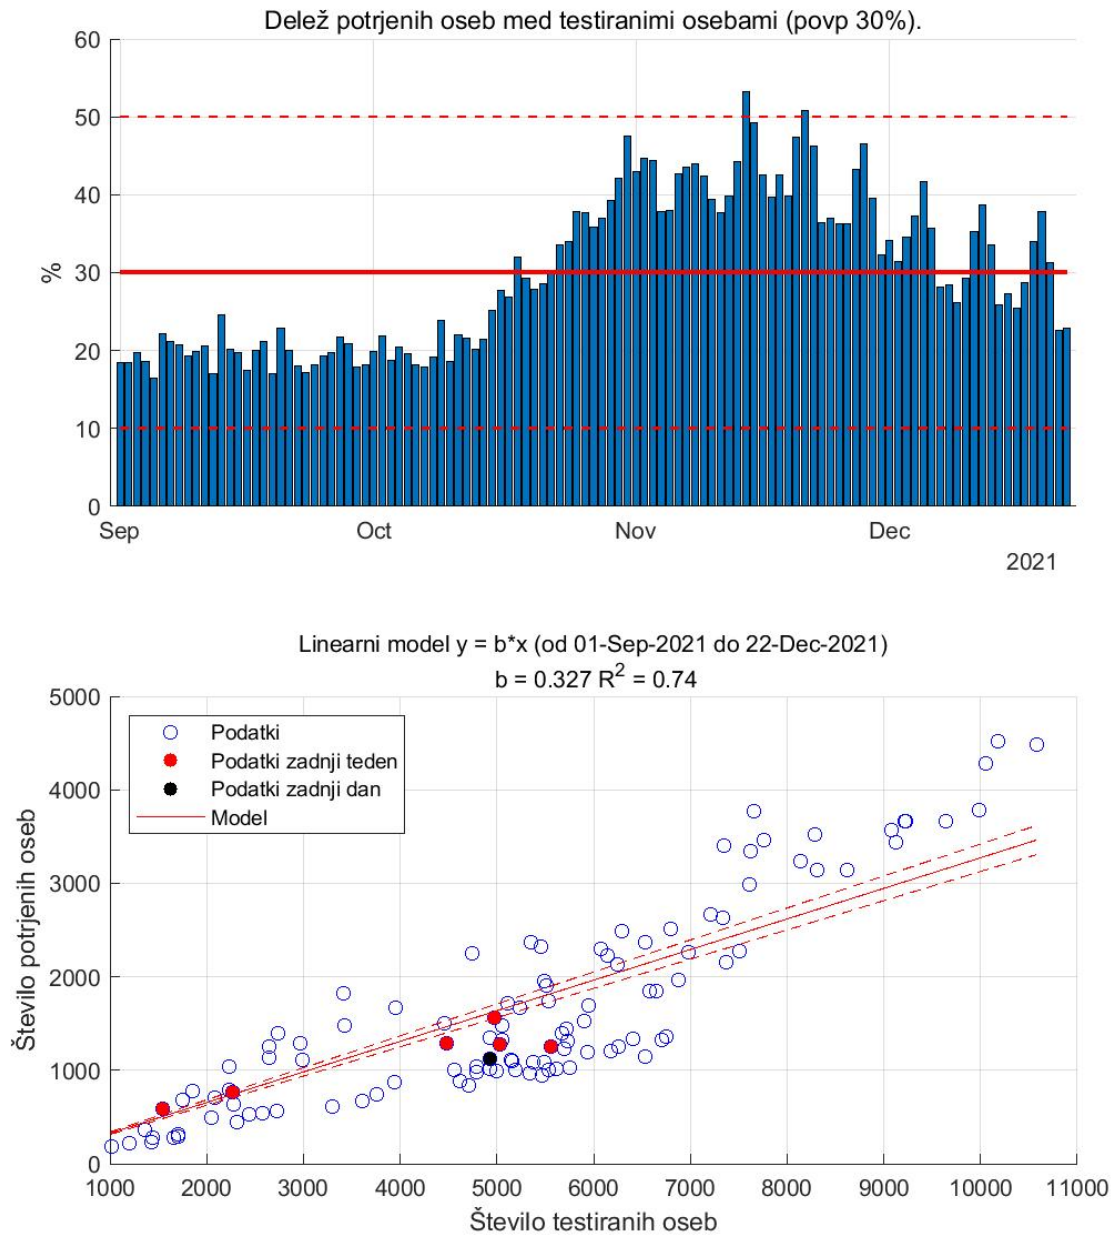 Delež potrjenih oseb med testiranimi osebami (povp 30%).
60
50
40
30
20
10
0
%
Sep Oct Nov Dec
2021
Linearni model y = b*x (od 01-Sep-2021 do 22-Dec-2021)
b = 0.327 R² = 0.74
5000
4000
3000
2000
1000
0
Število potrjenih oseb
Podatki
Podatki zadnji teden
Podatki zadnji dan
Model
1000 2000 3000 4000 5000 6000 7000 8000 9000 10000 11000
Število testiranih oseb